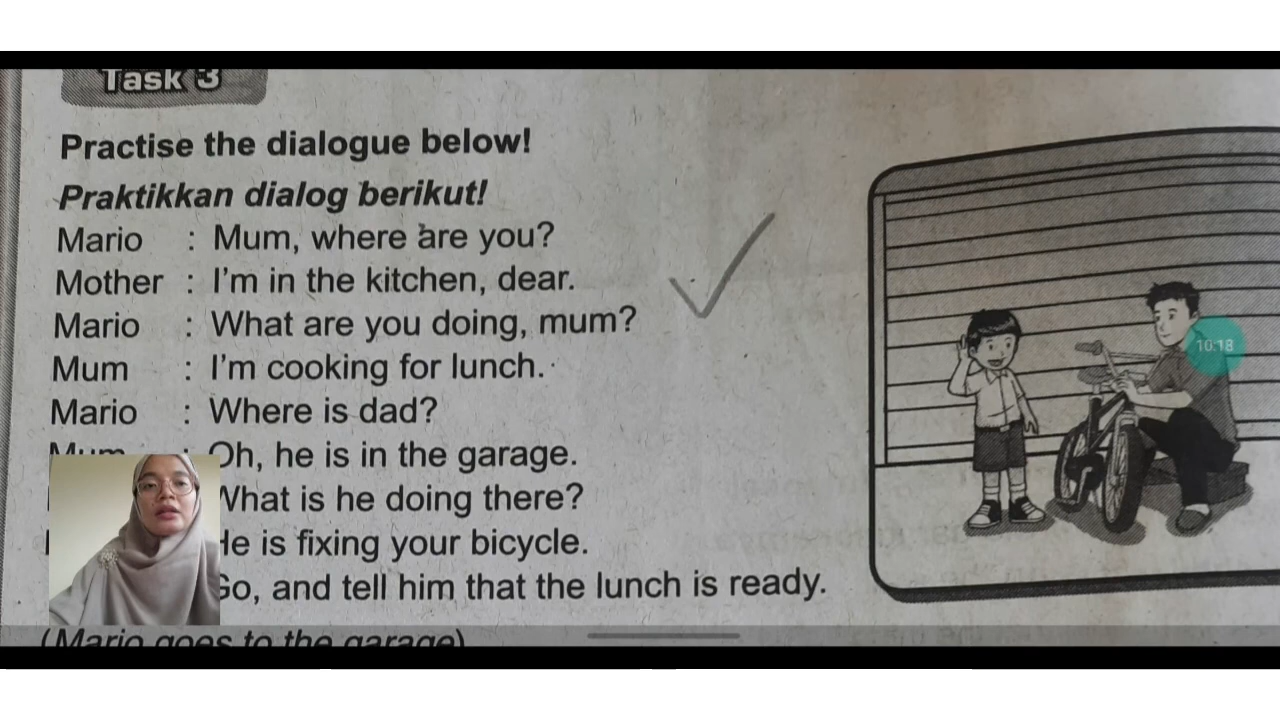 Task 3
Practise the dialogue below!
Praktikkan dialog berikut!
Mario : Mum, where are you?
Mother : I'm in the kitchen, dear.
Mario : What are you doing, mum?
Mum : I'm cooking for lunch.
Mario : Where is dad?
Mum : Oh, he is in the garage.
What is he doing there?
He is fixing your bicycle.
Go, and tell him that the lunch is ready.
(Mario goes to the garage)
10:18